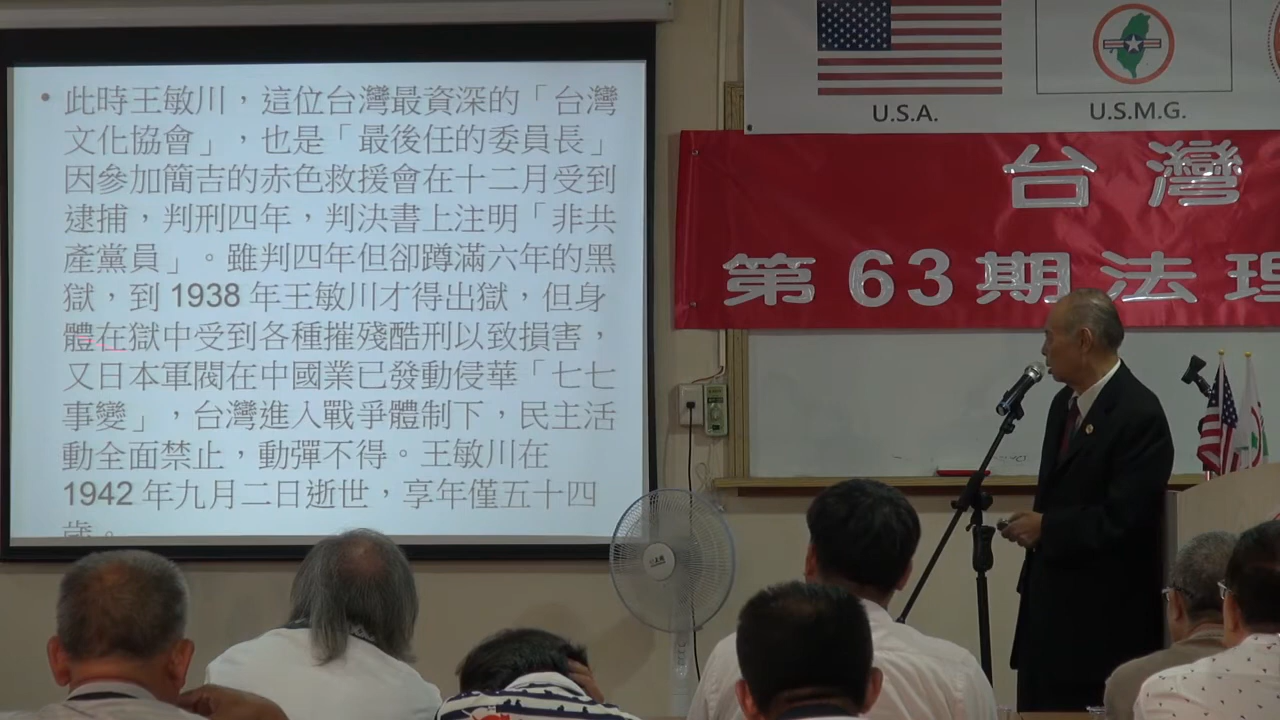 • 此時王敏川，這位台灣最資深的「台灣
文化協會」，也是「最後任的委員長」
因參加簡吉的赤色救援會在十二月受到
逮捕，判刑四年，判決書上注明「非共
產黨員」。雖判四年但卻蹲滿六年的黑
獄，到 1938 年王敏川才得出獄，但身
體在獄中受到各種摧殘酷刑以致損害，
又日本軍閥在中國業已發動侵華「七七
事變」，台灣進入戰爭體制下，民主活
動全面禁止，動彈不得。王敏川在
1942 年九月二日逝世，享年僅五十四
歲。
U.S.A.
U.S.M.G.
台灣
第63期法理